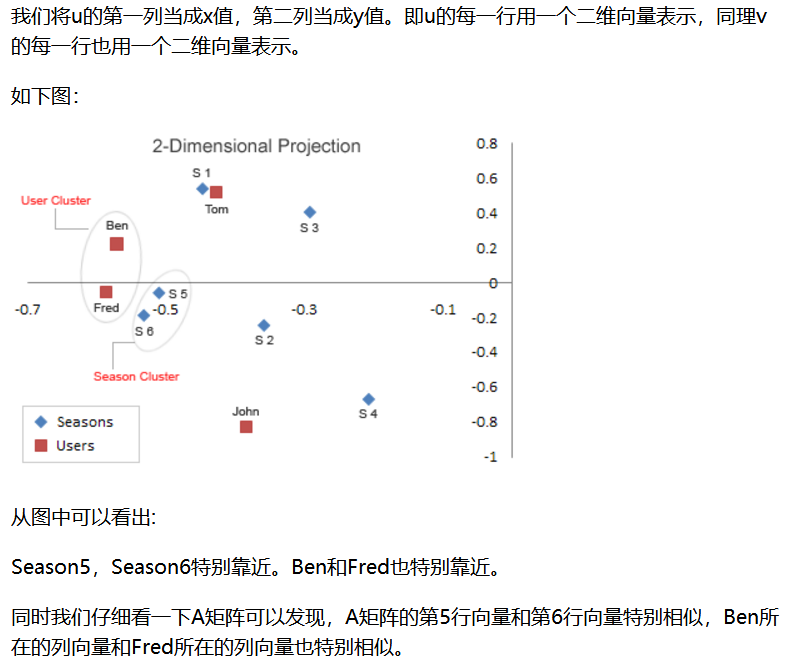 我们将u的第一列当成x值，第二列当成y值。即u的每一行用一个二维向量表示，同理v
的每一行也用一个二维向量表示。
如下图：
2-Dimensional Projection
0.8
S 1
0.6
User Cluster
Tom
0.4
Ben
S 3
0.2
0
S 5
-0.7
Fred
-0.5
-0.3
-0.1
-0.2
S 6
S 2
-0.4
Season Cluster
-0.6
John
S 4
Seasons
-0.8
Users
-1
从图中可以看出:
Season5，Season6特别靠近。Ben和Fred也特别靠近。
同时我们仔细看一下A矩阵可以发现，A矩阵的第5行向量和第6行向量特别相似，Ben所
在的列向量和Fred所在的列向量也特别相似。